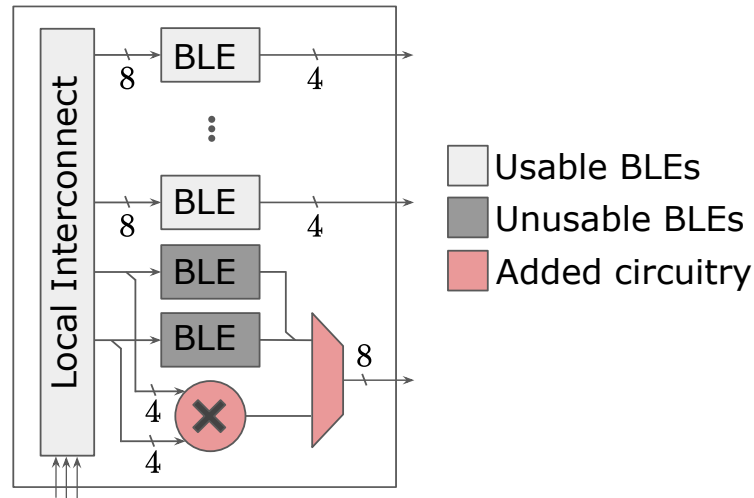 Local Interconnect
8
BLE
4
8
BLE
4
BLE
BLE
8
4
4
Usable BLEs
Unusable BLEs
Added circuitry